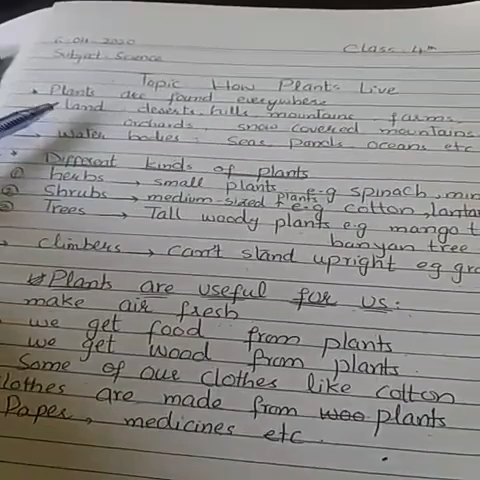 6-04-2020 Class-4th
Subject-Science
Topic How Plants Live
• Plants are found everywhere
→ Land deserts, hills mountains, farms,
orchards, snow covered mountains
→ Water bodies: seas, ponds oceans etc
• Different kinds of plants
① herbs → small plants e-g spinach,
② Shrubs → medium-sized plants e-g cotton,
③ Trees → Tall woody plants e.g mango
banyan tree
→ Climbers → can't stand upright eg
Plants are useful for us:
make air fresh
we get food from plants
we get wood from plants.
Some of our clothes like cotton
clothes are made from woo plants
Paper, medicines etc.